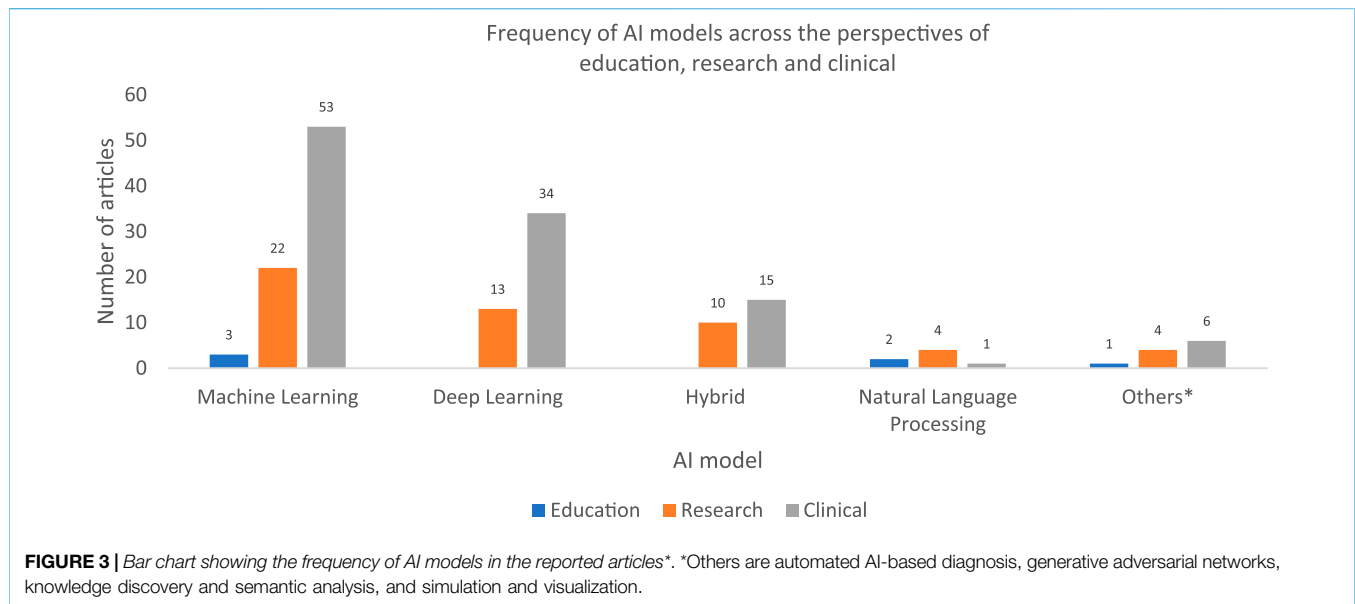 Frequency of AI models across the perspectives of
education, research and clinical
Number of articles
60
50
40
30
20
10
0
3
22
53
13
34
10
15
2
4
1
1
4
6
Machine Learning
Deep Learning
Hybrid
Natural Language
Processing
Others*
AI model
Education Research Clinical
FIGURE 3 | Bar chart showing the frequency of AI models in the reported articles*. *Others are automated AI-based diagnosis, generative adversarial networks,
knowledge discovery and semantic analysis, and simulation and visualization.